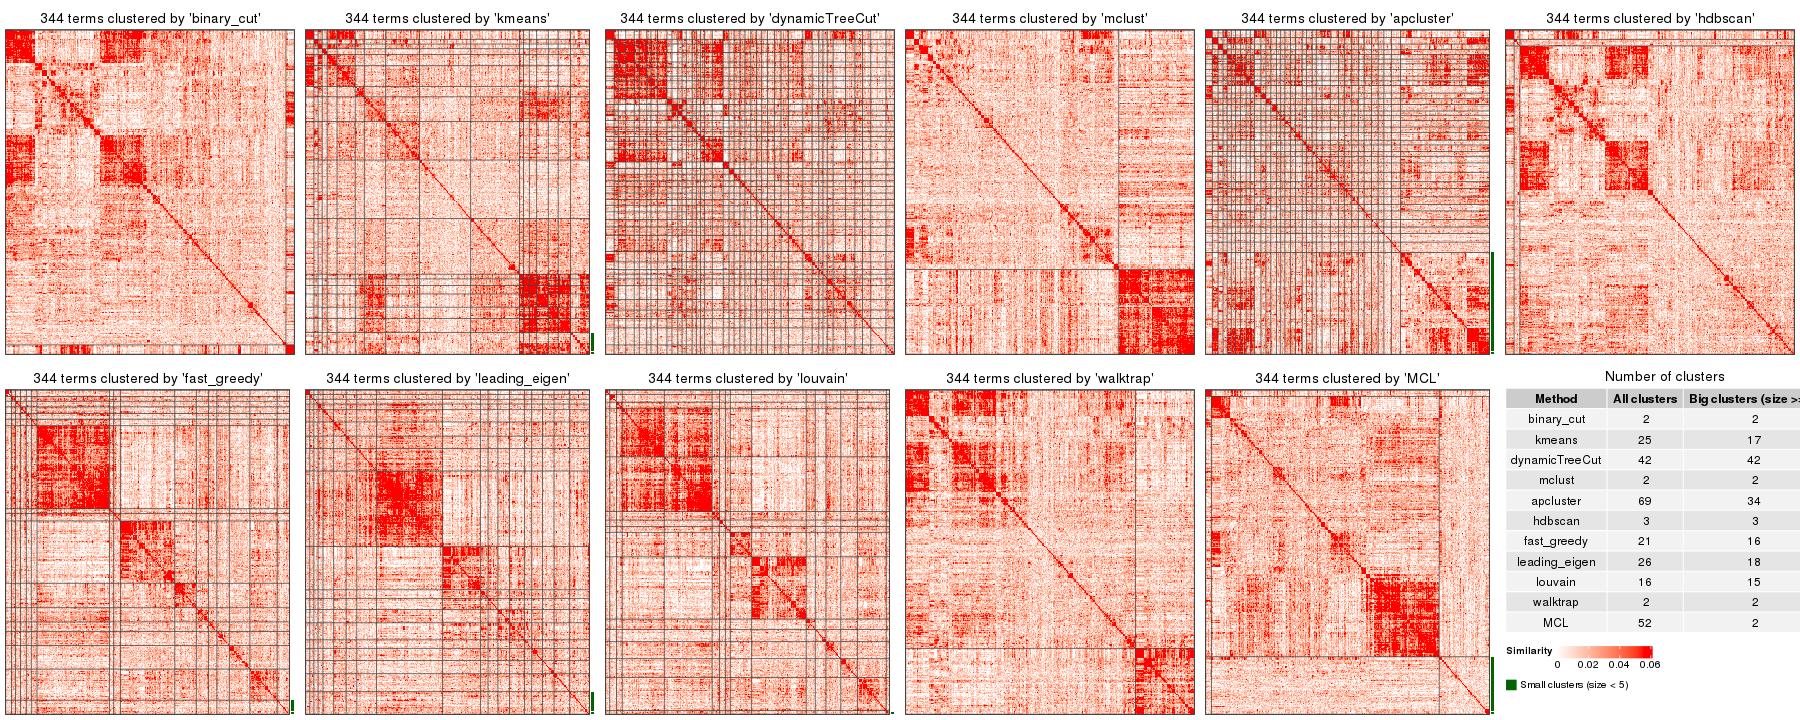 344 terms clustered by 'binary_cut'
344 terms clustered by 'kmeans'
344 terms clustered by 'dynamicTreeCut'
344 terms clustered by 'mclust'
344 terms clustered by 'apcluster'
344 terms clustered by 'hdbscan'
344 terms clustered by 'fast_greedy'
344 terms clustered by 'leading_eigen'
344 terms clustered by 'louvain'
344 terms clustered by 'walktrap'
344 terms clustered by 'MCL'
Number of clusters
Method All clusters Big clusters (size >
binary_cut 2 2
kmeans 25 17
dynamicTreeCut 42 42
mclust 2 2
apcluster 69 34
hdbscan 3 3
fast_greedy 21 16
leading_eigen 26 18
louvain 16 15
walktrap 2 2
MCL 52 2
Similarity
0 0.02 0.04 0.06
Small clusters (size < 5)